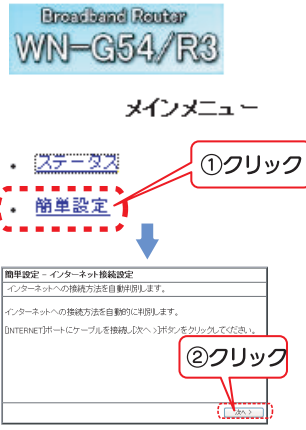 Broadband Router
WN-G54/R3
メインメニュー
・ ステータス
①クリック
・ 簡単設定
簡単設定 - インターネット接続設定
インターネットへの接続方法を自動判別します。
インターネットへの接続方法を自動的に判別します。
[INTERNET]ポートにケーブルを接続し[次へ >]ボタンをクリックしてください。
②クリック
次へ >